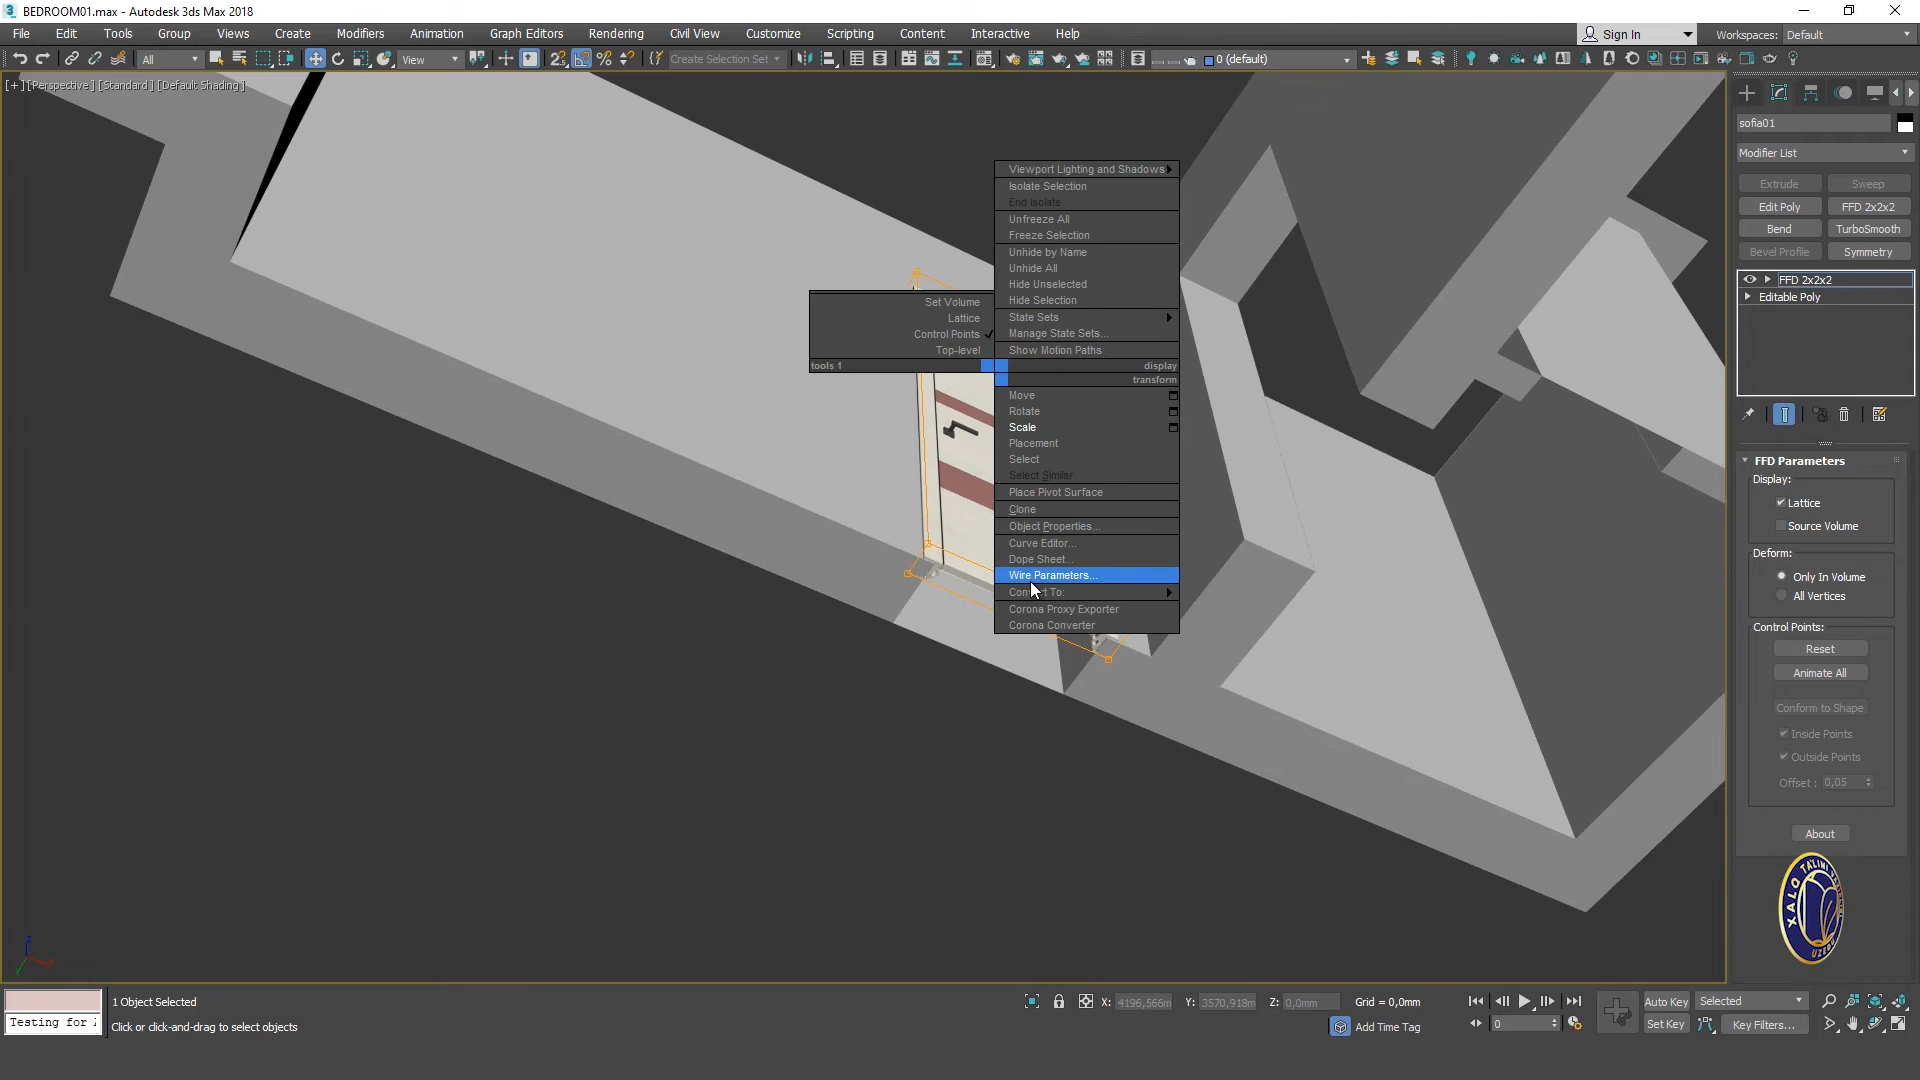 BEDROOM01.max - Autodesk 3ds Max 2018
File Edit Tools Group Views Create Modifiers Animation Graph Editors Rendering Civil View Customize Scripting Content Interactive Help
Sign In Workspaces: Default
All View Create Selection Set 0 (default)
[+] [Perspective] [Standard] [Default Shading]
Viewport Lighting and Shadows
Isolate Selection
End Isolate
Unfreeze All
Freeze Selection
Unhide by Name
Unhide All
Hide Unselected
Hide Selection
State Sets
Manage State Sets...
Show Motion Paths
display
Set Volume
Lattice
Control Points
Top-level
tools 1
transform
Move
Rotate
Scale
Placement
Select
Select Similar
Place Pivot Surface
Clone
Object Properties...
Curve Editor...
Dope Sheet...
Wire Parameters...
Convert To:
Corona Proxy Exporter
Corona Converter
sofia01
Modifier List
Extrude Sweep
Edit Poly FFD 2x2x2
Bend TurboSmooth
Bevel Profile Symmetry
FFD 2x2x2
Editable Poly
FFD Parameters
Display:
Lattice
Source Volume
Deform:
Only In Volume
All Vertices
Control Points:
Reset
Animate All
Conform to Shape
Inside Points
Outside Points
Offset : 0,05
About
UZEDU
1 Object Selected
Click or click-and-drag to select objects
Testing for
X: 4196,566m Y: 3570,918m Z: 0,0mm Grid = 0,0mm
Add Time Tag
0
Auto Key Selected
Set Key Key Filters...